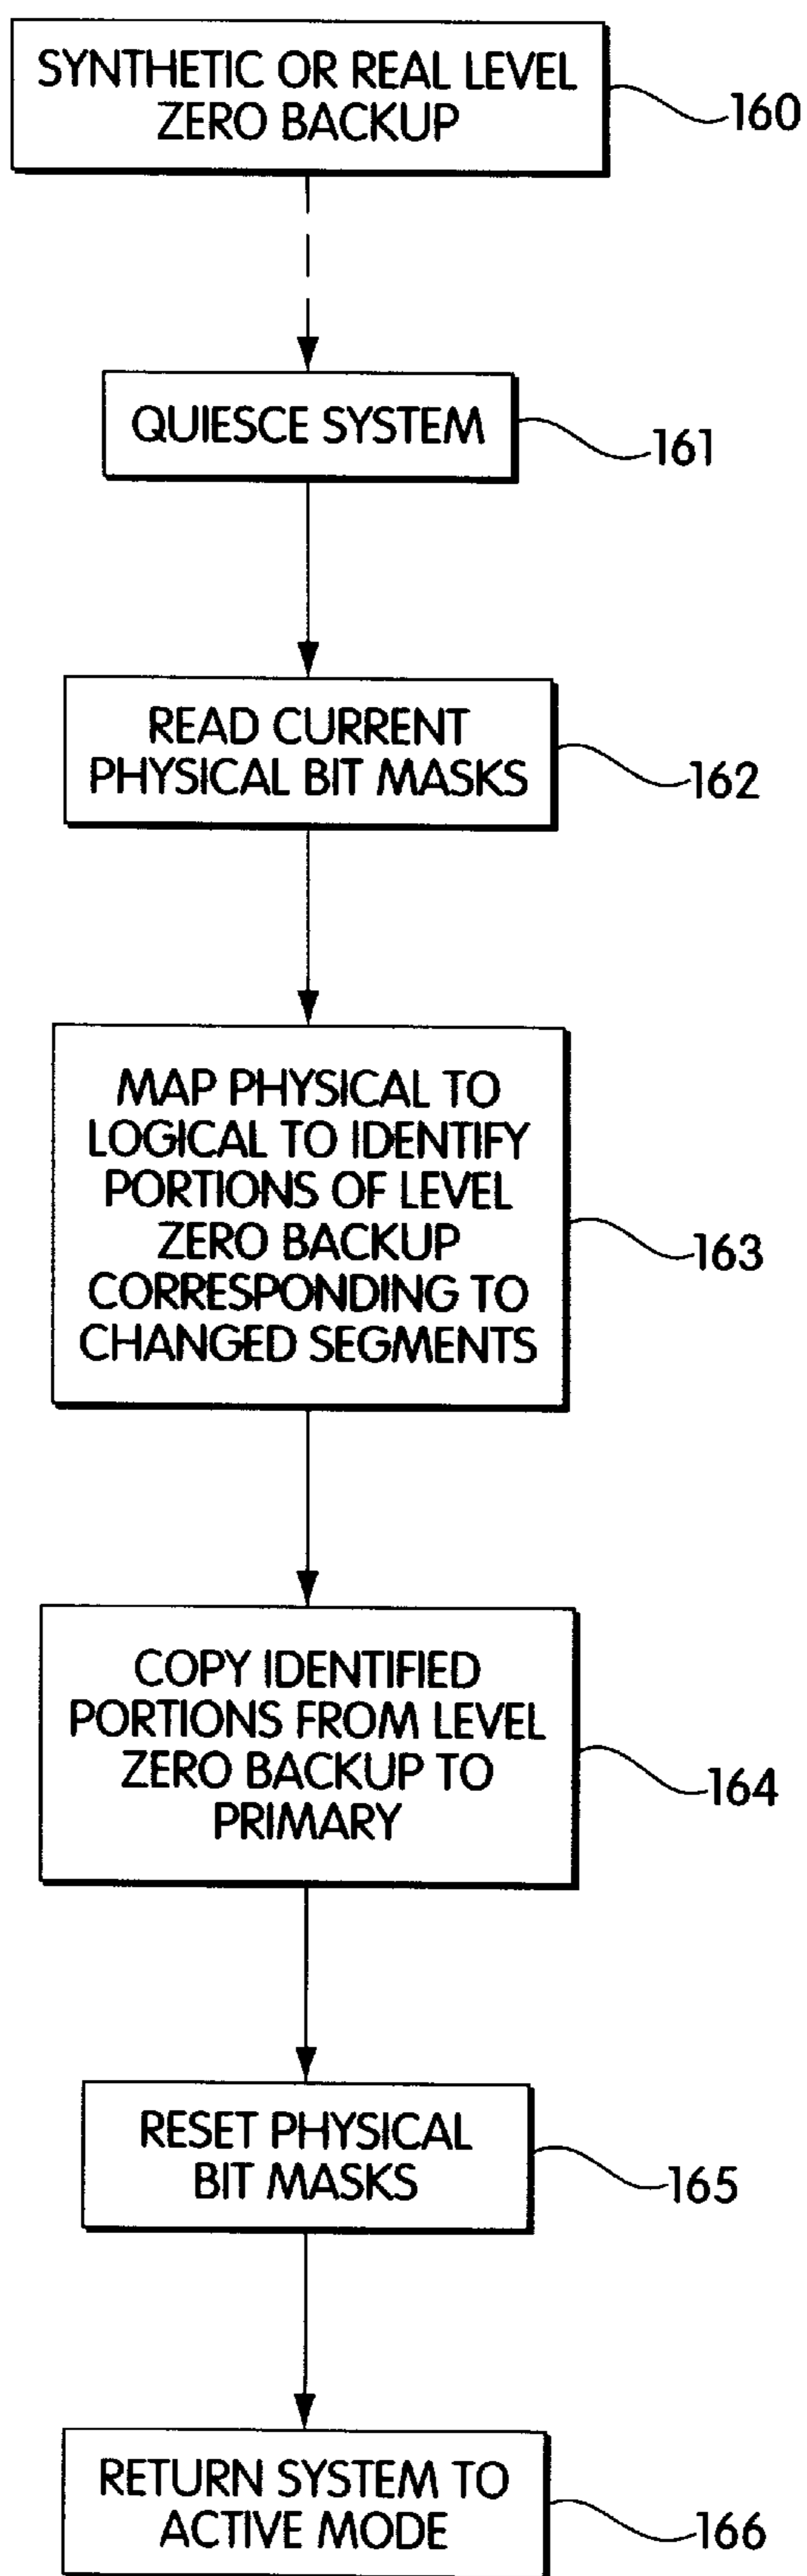 SYNTHETIC OR REAL LEVEL
ZERO BACKUP
160
QUIESCE SYSTEM
161
READ CURRENT
PHYSICAL BIT MASKS
162
MAP PHYSICAL TO
LOGICAL TO IDENTIFY
PORTIONS OF LEVEL
ZERO BACKUP
CORRESPONDING TO
CHANGED SEGMENTS
163
COPY IDENTIFIED
PORTIONS FROM LEVEL
ZERO BACKUP TO
PRIMARY
164
RESET PHYSICAL
BIT MASKS
165
RETURN SYSTEM TO
ACTIVE MODE
166